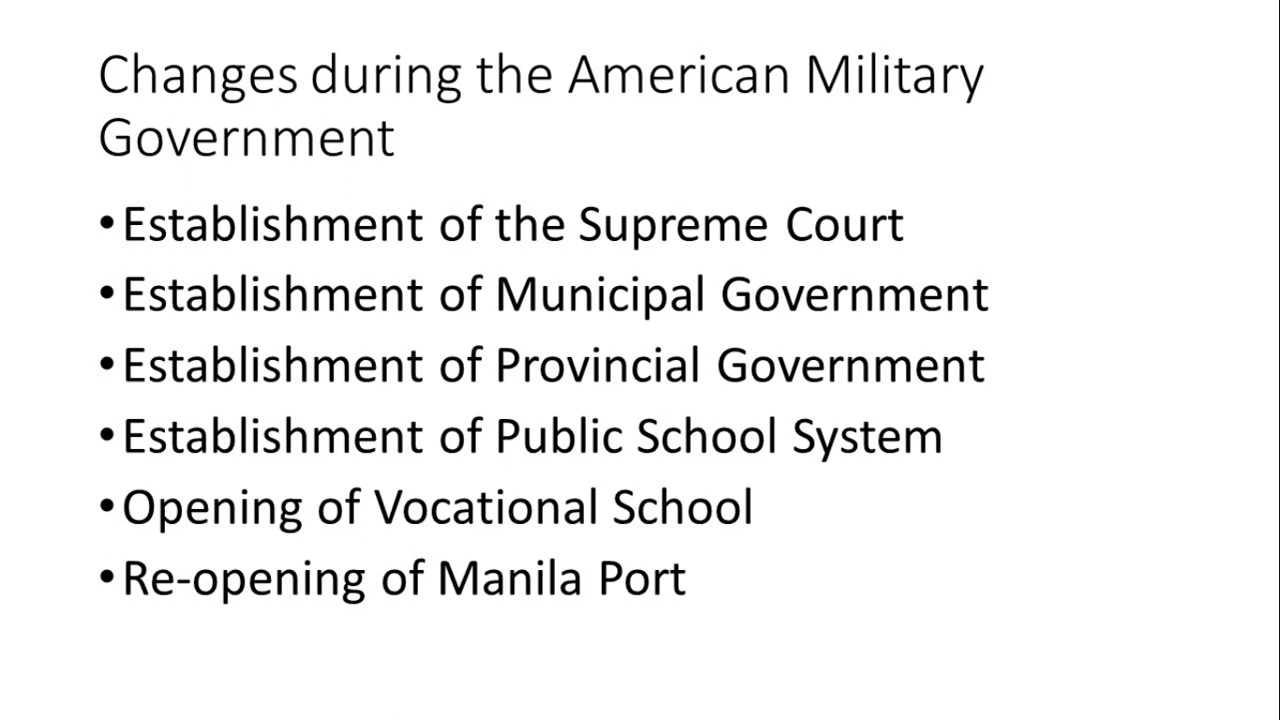 Changes during the American Military
Government
•Establishment of the Supreme Court
•Establishment of Municipal Government
•Establishment of Provincial Government
•Establishment of Public School System
•Opening of Vocational School
•Re-opening of Manila Port